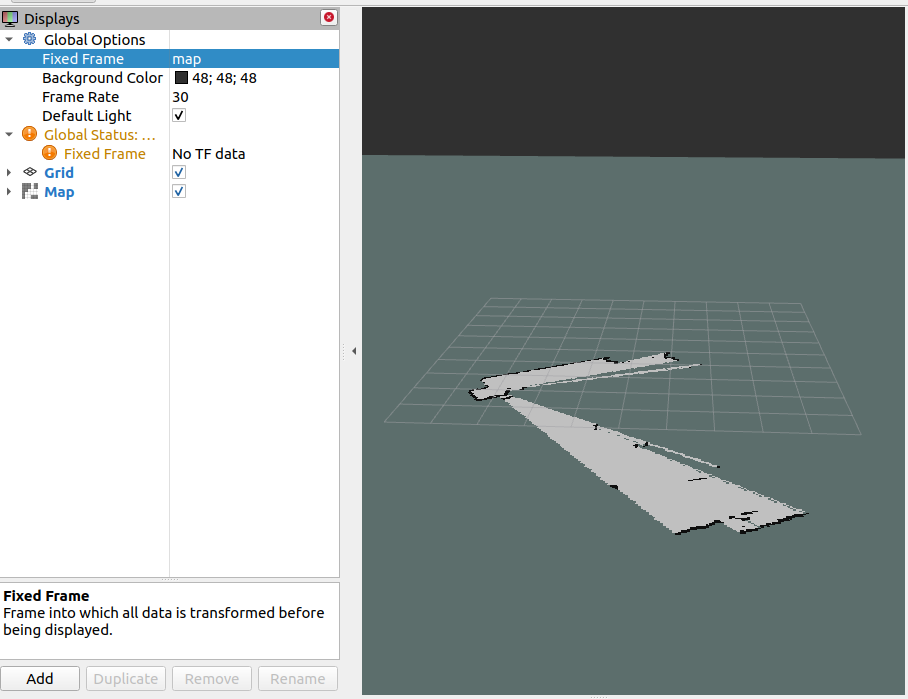 Displays
Global Options
Fixed Frame map
Background Color 48; 48; 48
Frame Rate 30
Default Light
Global Status: ...
Fixed Frame No TF data
Grid
Map
Fixed Frame
Frame into which all data is transformed before
being displayed.
Add Duplicate Remove Rename